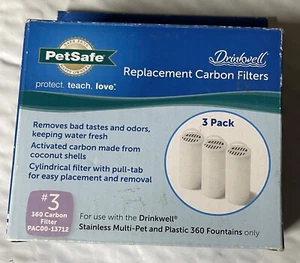 PetSafe®
protect. teach. love.®
Drinkwell®
Replacement Carbon Filters
3 Pack
Removes bad tastes and odors,
keeping water fresh
Activated carbon made from
coconut shells
Cylindrical filter with pull-tab
for easy placement and removal
#3
360 Carbon
Filter
PAC00-13712
For use with the Drinkwell®
Stainless Multi-Pet and Plastic 360 Fountains only